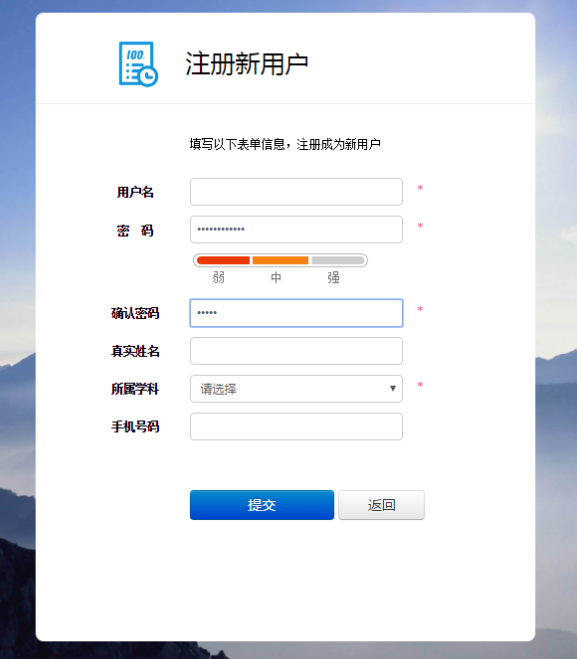 100
注册新用户
填写以下表单信息，注册成为新用户
用户名 *
密 码 •••••••••••• *
弱 中 强
确认密码 ••••• *
真实姓名
所属学科 请选择 ▼ *
手机号码
提交 返回